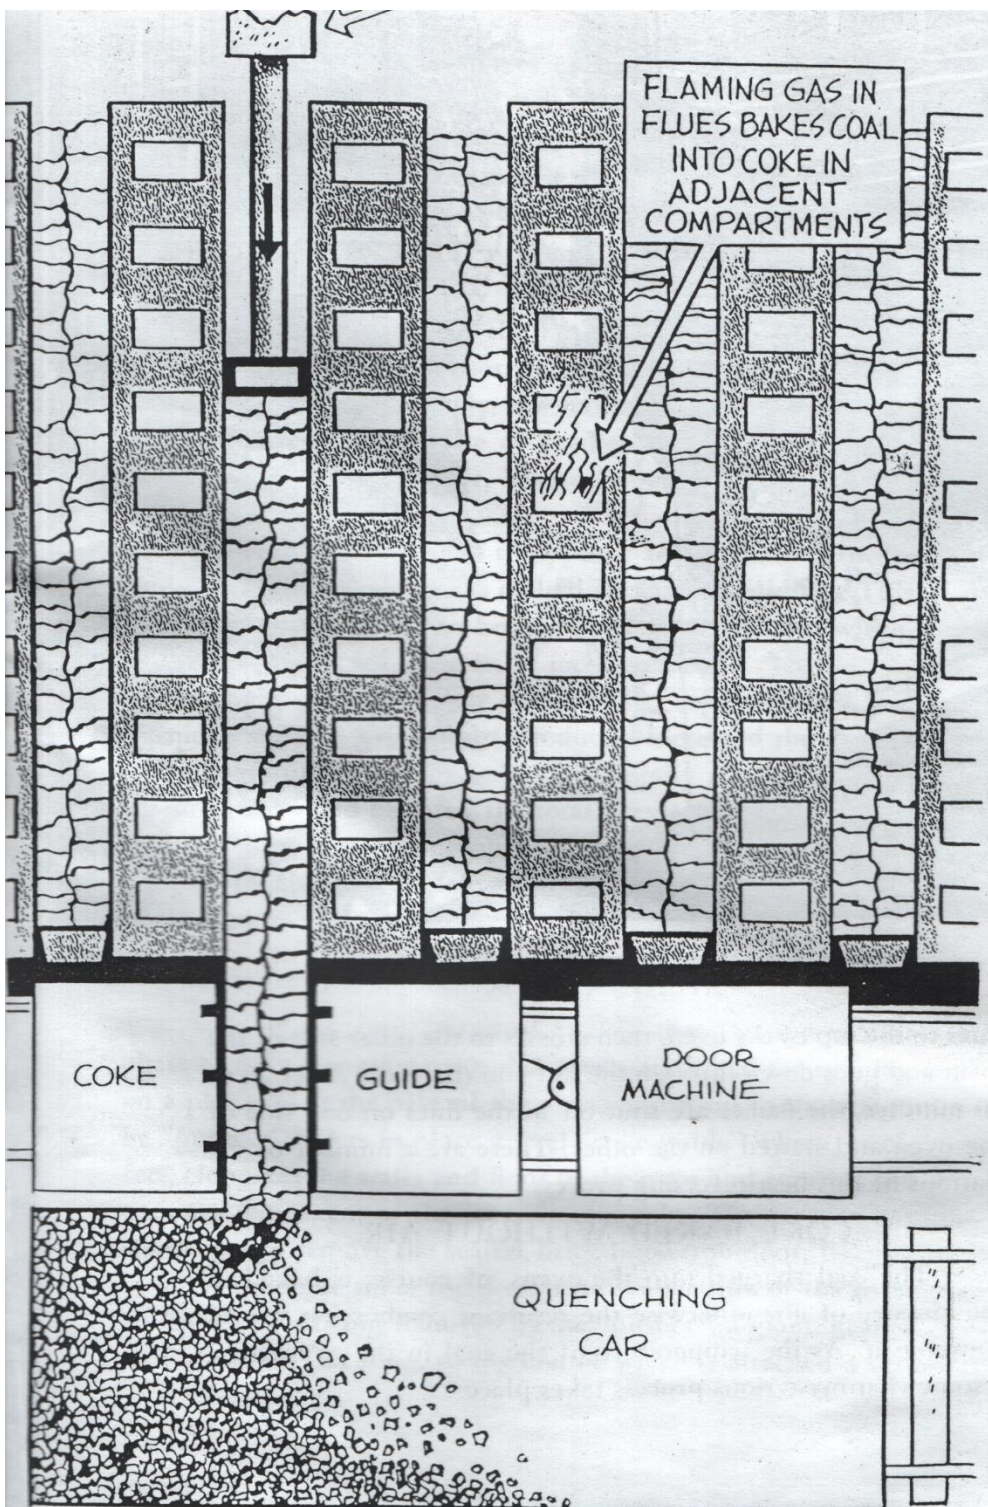 FLAMING GAS IN
FLUES BAKES COAL
INTO COKE IN
ADJACENT
COMPARTMENTS
COKE
GUIDE
DOOR
MACHINE
QUENCHING
CAR